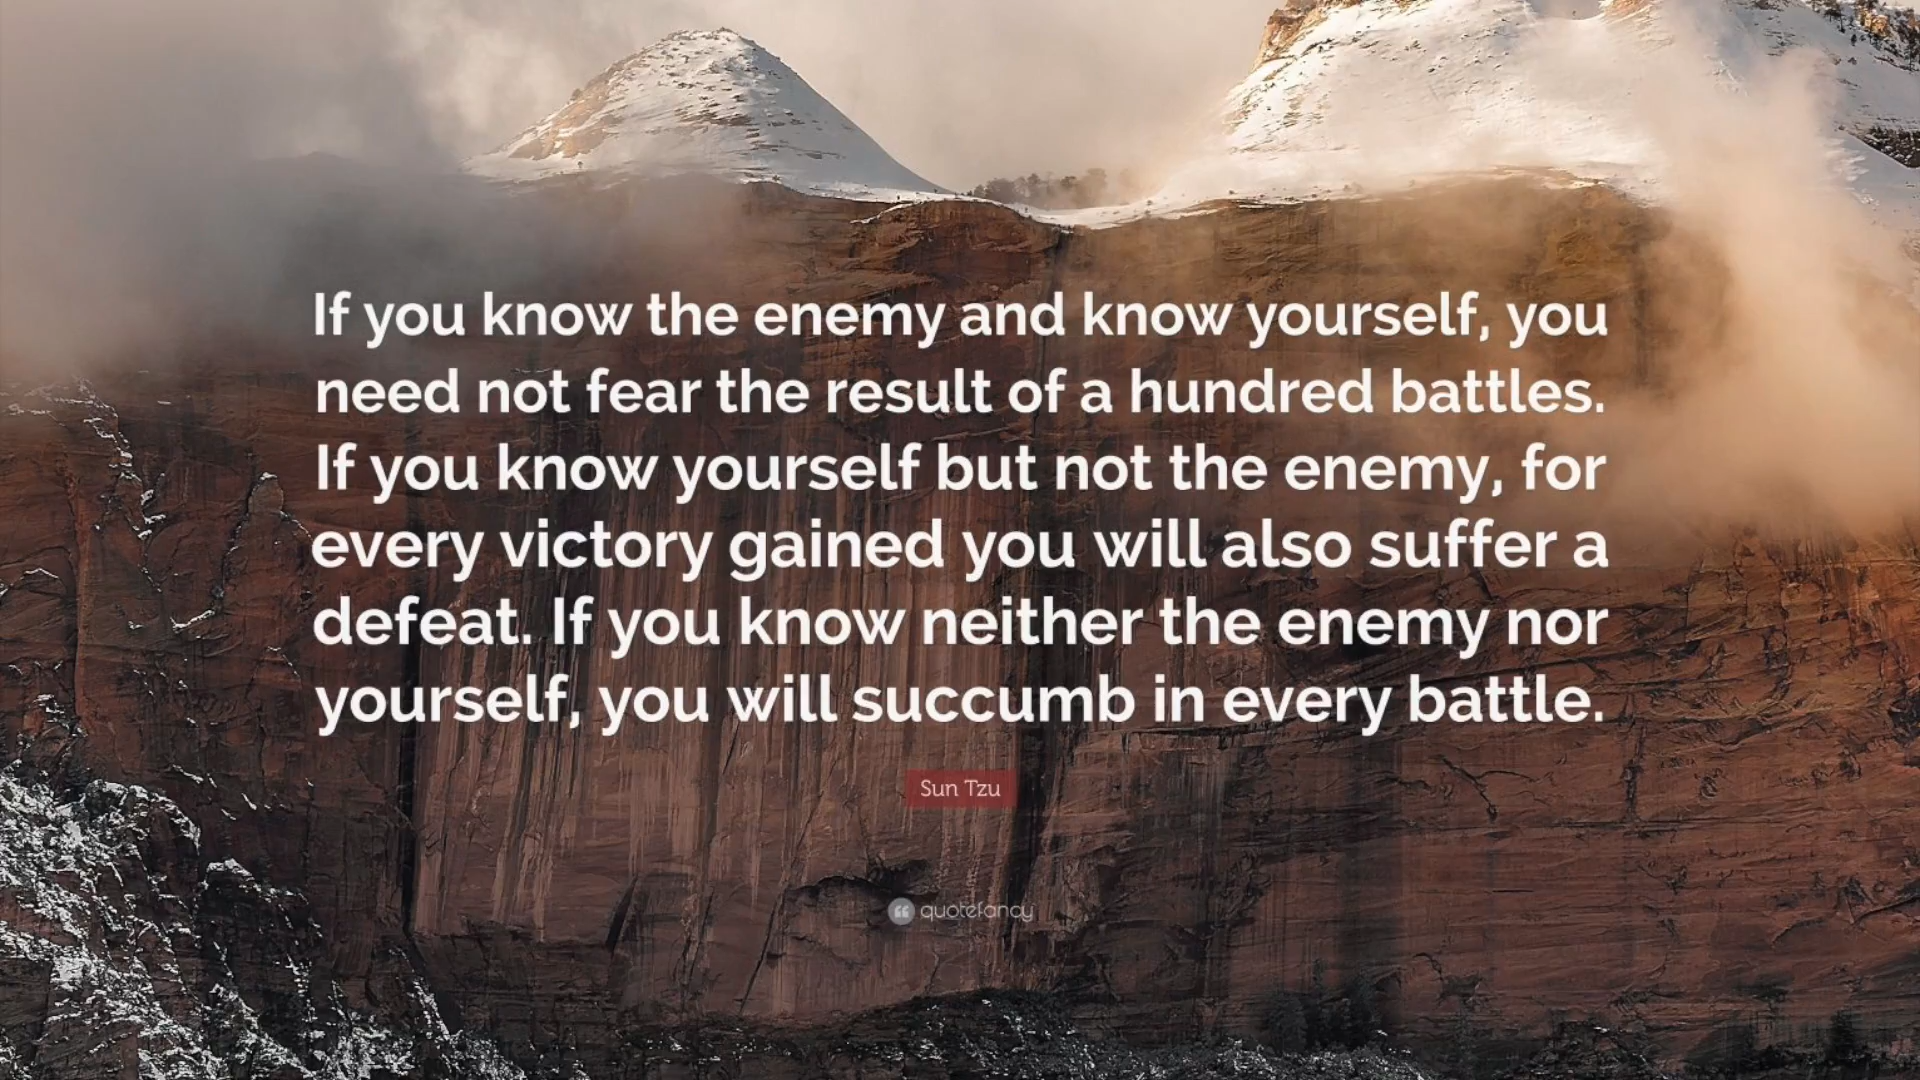 If you know the enemy and know yourself, you
need not fear the result of a hundred battles.
If you know yourself but not the enemy, for
every victory gained you will also suffer a
defeat. If you know neither the enemy nor
yourself, you will succumb in every battle.
Sun Tzu
quotefancy